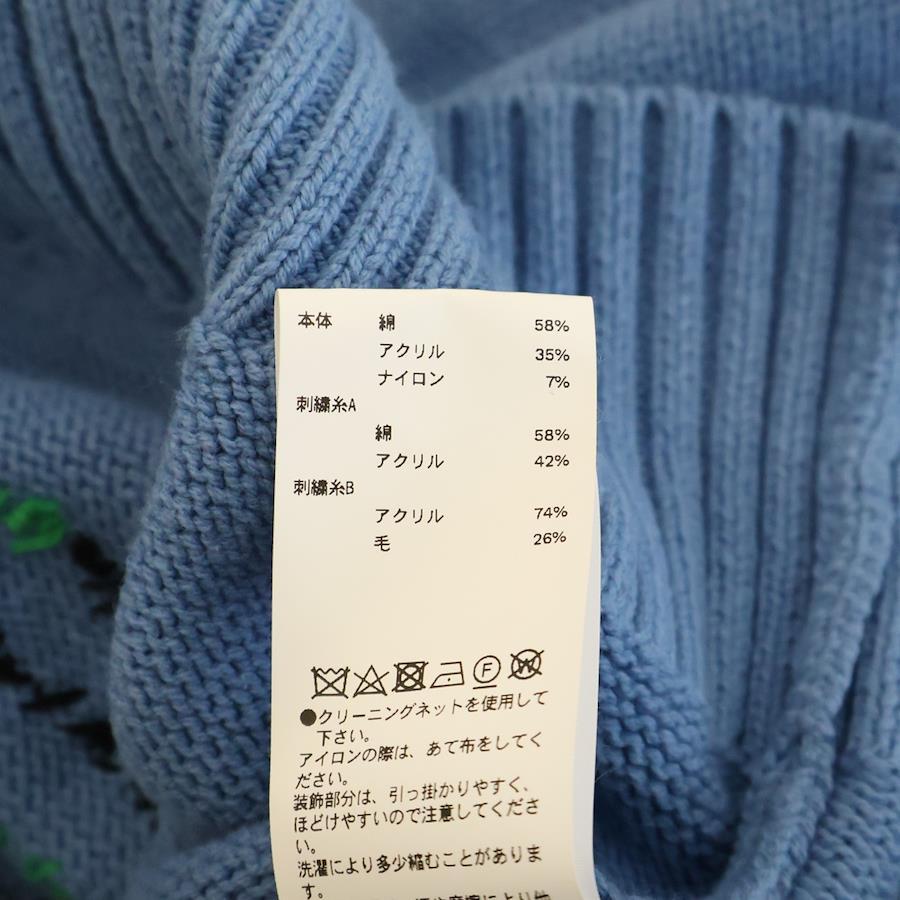 本体 綿 58%
アクリル 35%
ナイロン 7%
刺繍糸A
綿 58%
アクリル 42%
刺繍糸B
アクリル 74%
毛 26%
F W
●クリーニングネットを使用して
下さい。
アイロンの際は、あて布をしてく
ださい。
装飾部分は、引っ掛かりやすく、
ほどけやすいので注意してくださ
い。
洗濯により多少縮むことがありま
す。